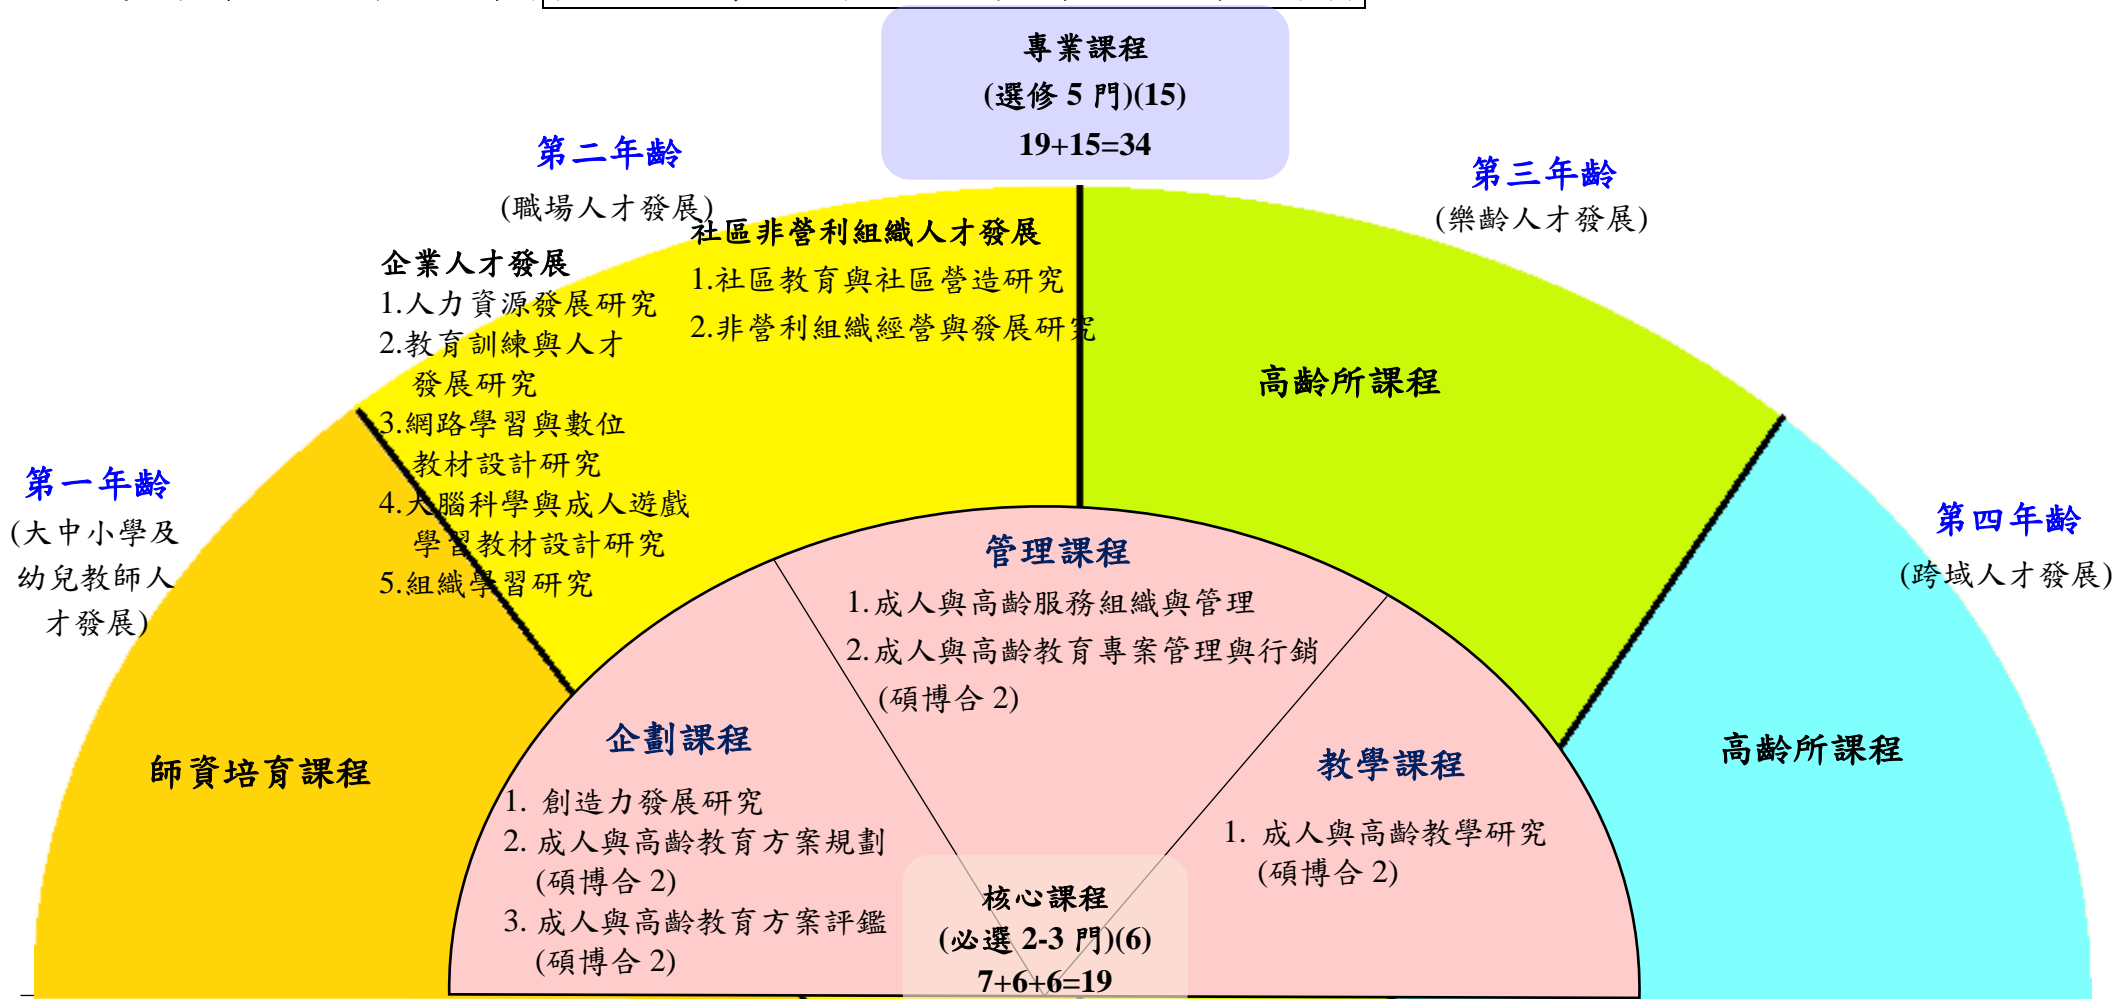 專業課程
(選修 5 門)(15)
19+15=34
第二年齡
(職場人才發展)
企業人才發展
1.人力資源發展研究
2.教育訓練與人才
發展研究
3.網路學習與數位
教材設計研究
4.大腦科學與成人遊戲
學習教材設計研究
5.組織學習研究
社區非營利組織人才發展
1.社區教育與社區營造研究
2.非營利組織經營與發展研究
第三年齡
(樂齡人才發展)
高齡所課程
第一年齡
(大中小學及
幼兒教師人
才發展)
師資培育課程
第四年齡
(跨域人才發展)
高齡所課程
管理課程
1.成人與高齡服務組織與管理
2.成人與高齡教育專案管理與行銷
(碩博合 2)
企劃課程
1. 創造力發展研究
2. 成人與高齡教育方案規劃
(碩博合 2)
3. 成人與高齡教育方案評鑑
(碩博合 2)
教學課程
1. 成人與高齡教學研究
(碩博合 2)
核心課程
(必選 2-3 門)(6)
7+6+6=19